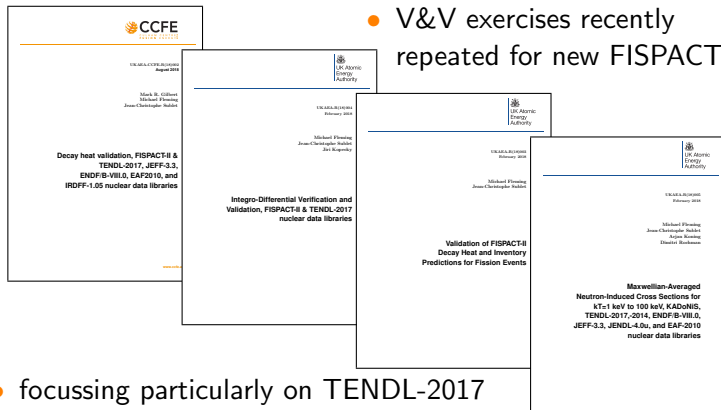 • V&V exercises recently
repeated for new FISPACT
CCFE
UKAEA-CCFE-R(18)002
August 2018
Mark R. Gilbert
Michael Fleming
Jean-Christophe Sublet
Decay heat validation, FISPACT-II &
TENDL-2017, JEFF-3.3,
ENDF/B-VIII.0, EAF2010, and
IRDFF-1.05 nuclear data libraries
UK Atomic
Energy
Authority
February 2018
Michael Fleming
Jean-Christophe Sublet
Jiri Kopecky
Integro-Differential Verification and
Validation, FISPACT-II & TENDL-2017
nuclear data libraries
UK Atomic
Energy
Authority
UKAEA-R(18)003
February 2018
Michael Fleming
Jean-Christophe Sublet
Validation of FISPACT-II
Decay Heat and Inventory
Predictions for Fission Events
UK Atomic
Energy
Authority
UKAEA-R(18)005
February 2018
Michael Fleming
Jean-Christophe Sublet
Arjan Koning
Dimitri Rochman
Maxwellian-Averaged
Neutron-Induced Cross Sections for
kT=1 keV to 100 keV, KADoNiS,
TENDL-2017,-2014, ENDF/B-VIII.0,
JEFF-3.3, JENDL-4.0u, and EAF-2010
nuclear data libraries
• focussing particularly on TENDL-2017